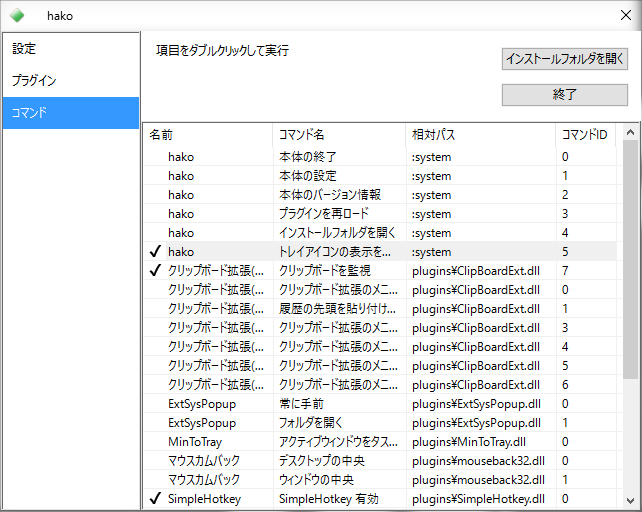 hako
設定
プラグイン
コマンド
項目をダブルクリックして実行
インストールフォルダを開く
終了
名前 コマンド名 相対パス コマンドID
hako 本体の終了 :system 0
hako 本体の設定 :system 1
hako 本体のバージョン情報 :system 2
hako プラグインを再ロード :system 3
hako インストールフォルダを開く :system 4
✓ hako トレイアイコンの表示を... :system 5
✓ クリップボード拡張(... クリップボードを監視 plugins¥ClipBoardExt.dll 7
クリップボード拡張(... クリップボード拡張のメニ... plugins¥ClipBoardExt.dll 0
クリップボード拡張(... 履歴の先頭を貼り付け... plugins¥ClipBoardExt.dll 1
クリップボード拡張(... クリップボード拡張のメニ... plugins¥ClipBoardExt.dll 3
クリップボード拡張(... クリップボード拡張のメニ... plugins¥ClipBoardExt.dll 4
クリップボード拡張(... クリップボード拡張のメニ... plugins¥ClipBoardExt.dll 5
クリップボード拡張(... クリップボード拡張のメニ... plugins¥ClipBoardExt.dll 6
ExtSysPopup 常に手前 plugins¥ExtSysPopup.dll 0
ExtSysPopup フォルダを開く plugins¥ExtSysPopup.dll 1
MinToTray アクティブウィンドウをタス... plugins¥MinToTray.dll 0
マウスカムバック デスクトップの中央 plugins¥mouseback32.dll 0
マウスカムバック ウィンドウの中央 plugins¥mouseback32.dll 1
✓ SimpleHotkey SimpleHotkey 有効 plugins¥SimpleHotkey.dll 0